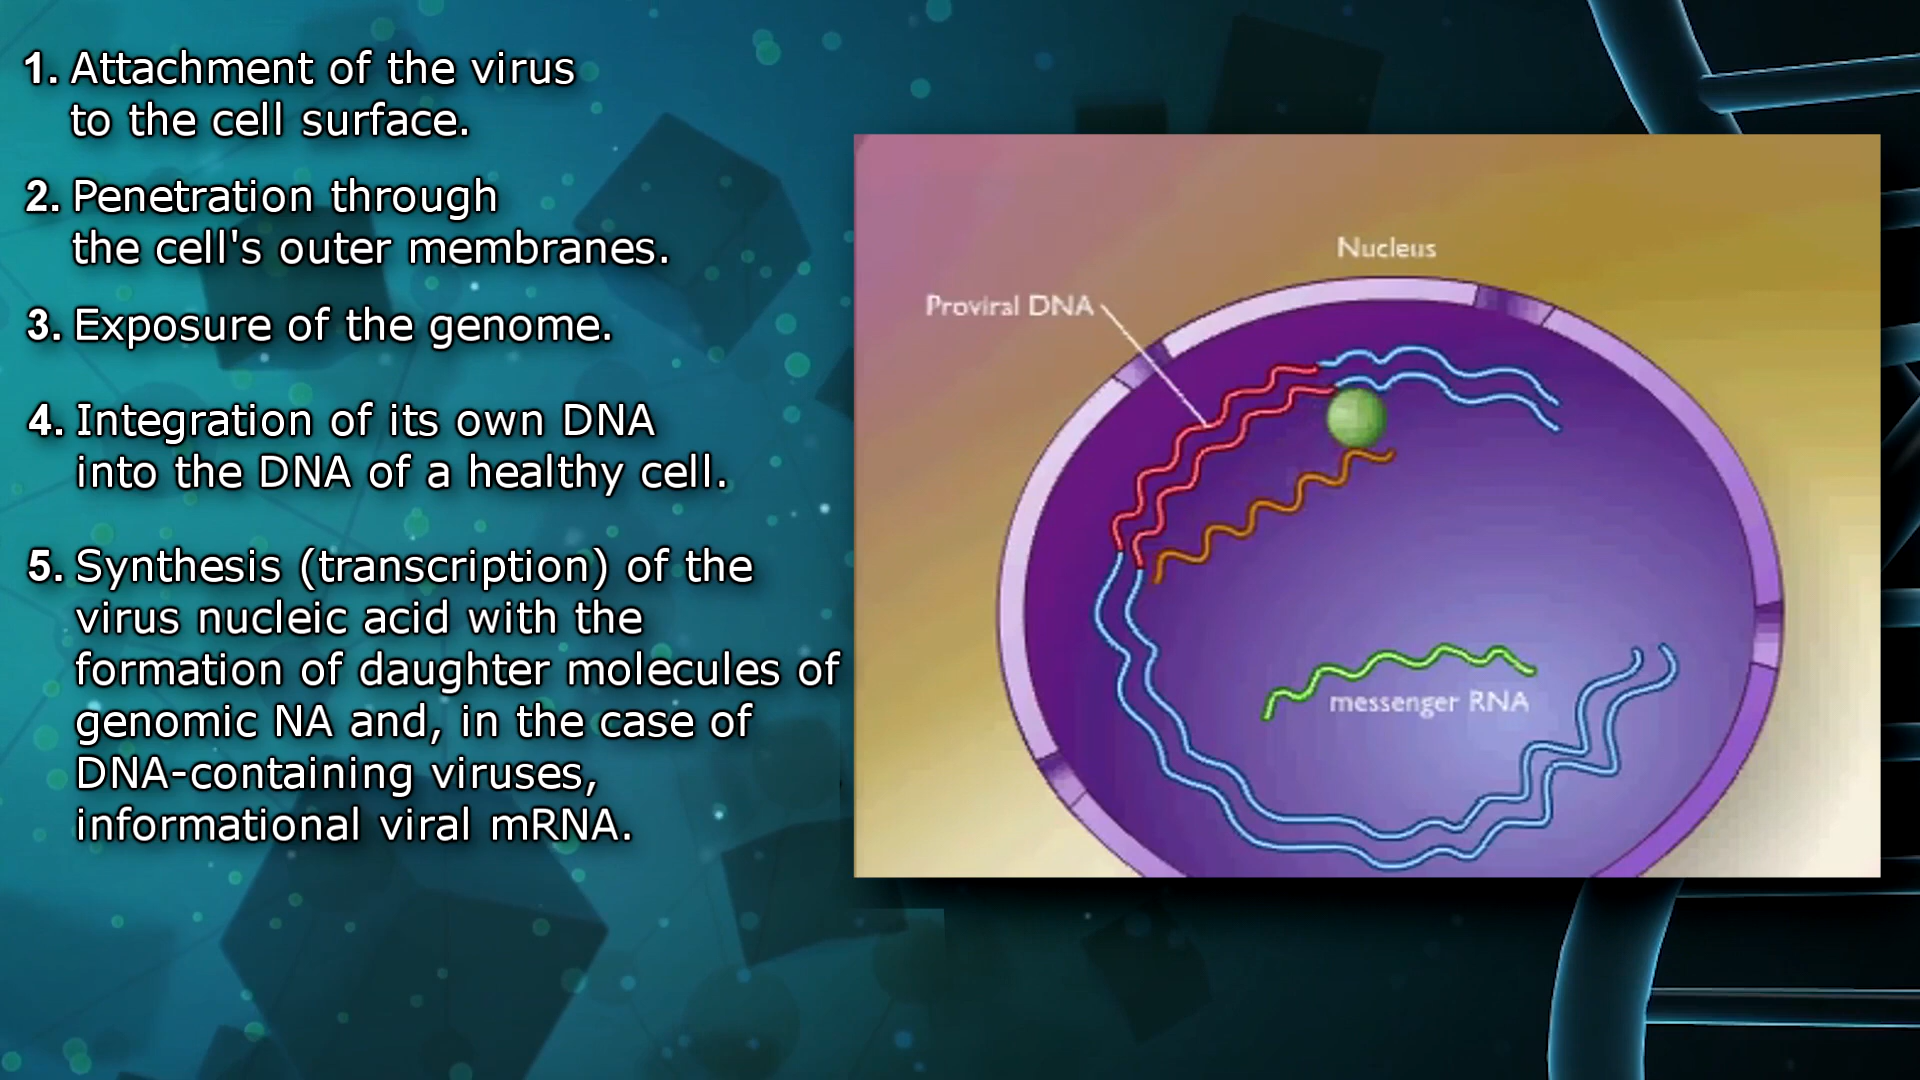 1. Attachment of the virus
to the cell surface.
2. Penetration through
the cell's outer membranes.
3. Exposure of the genome.
4. Integration of its own DNA
into the DNA of a healthy cell.
5. Synthesis (transcription) of the
virus nucleic acid with the
formation of daughter molecules of
genomic NA and, in the case of
DNA-containing viruses,
informational viral mRNA.
Nucleus
Proviral DNA
messenger RNA